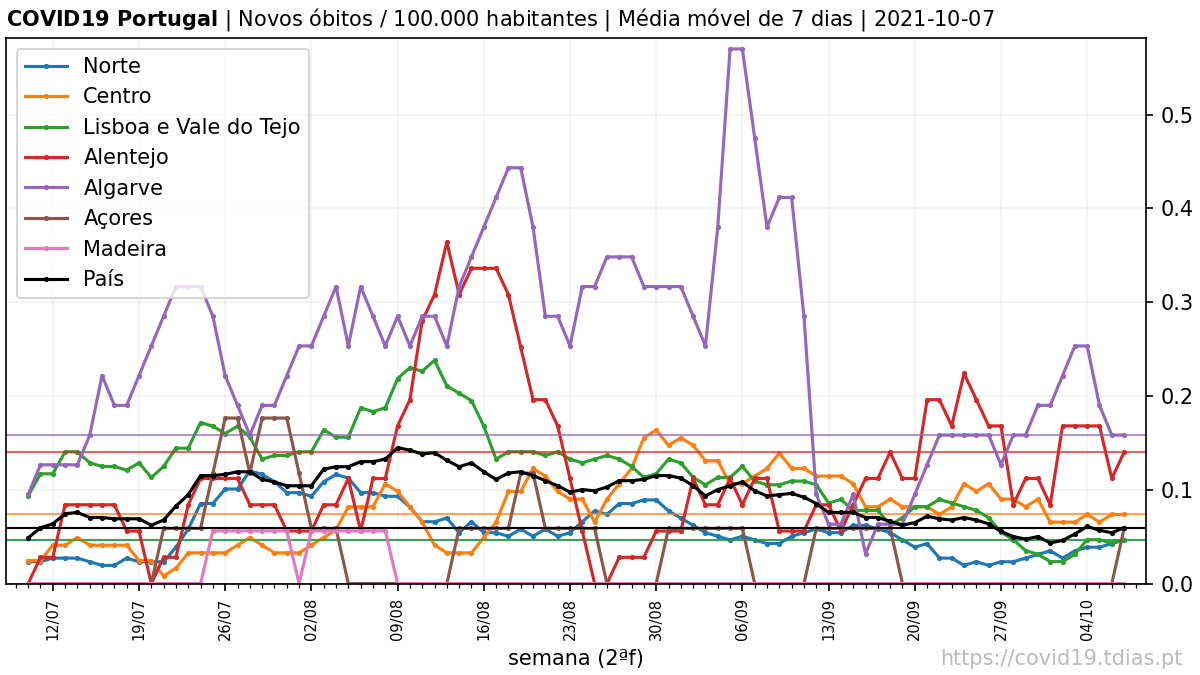 COVID19 Portugal | Novos óbitos / 100.000 habitantes | Média móvel de 7 dias | 2021-10-07
Norte
Centro
Lisboa e Vale do Tejo
Alentejo
Algarve
Açores
Madeira
País
0.5
0.4
0.3
0.2
0.1
0.0
12/07
19/07
26/07
02/08
09/08
16/08
23/08
30/08
06/09
13/09
20/09
27/09
04/10
semana (2ªf)
https://covid19.tdias.pt